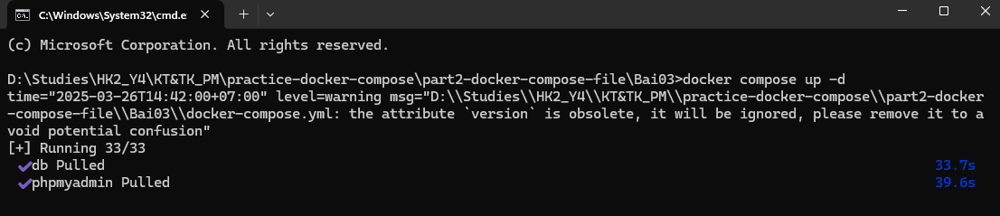 C:\Windows\System32\cmd.e
(c) Microsoft Corporation. All rights reserved.
D:\Studies\HK2_Y4\KT&TK_PM\practice-docker-compose\part2-docker-compose-file\Bai03>docker compose up -d
time="2025-03-26T14:42:00+07:00" level=warning msg="D:\\Studies\\HK2_Y4\\KT&TK_PM\\practice-docker-compose\\part2-docker
-compose-file\\Bai03\\docker-compose.yml: the attribute `version` is obsolete, it will be ignored, please remove it to a
void potential confusion"
[+] Running 33/33
✔db Pulled 33.7s
✔phpmyadmin Pulled 39.6s